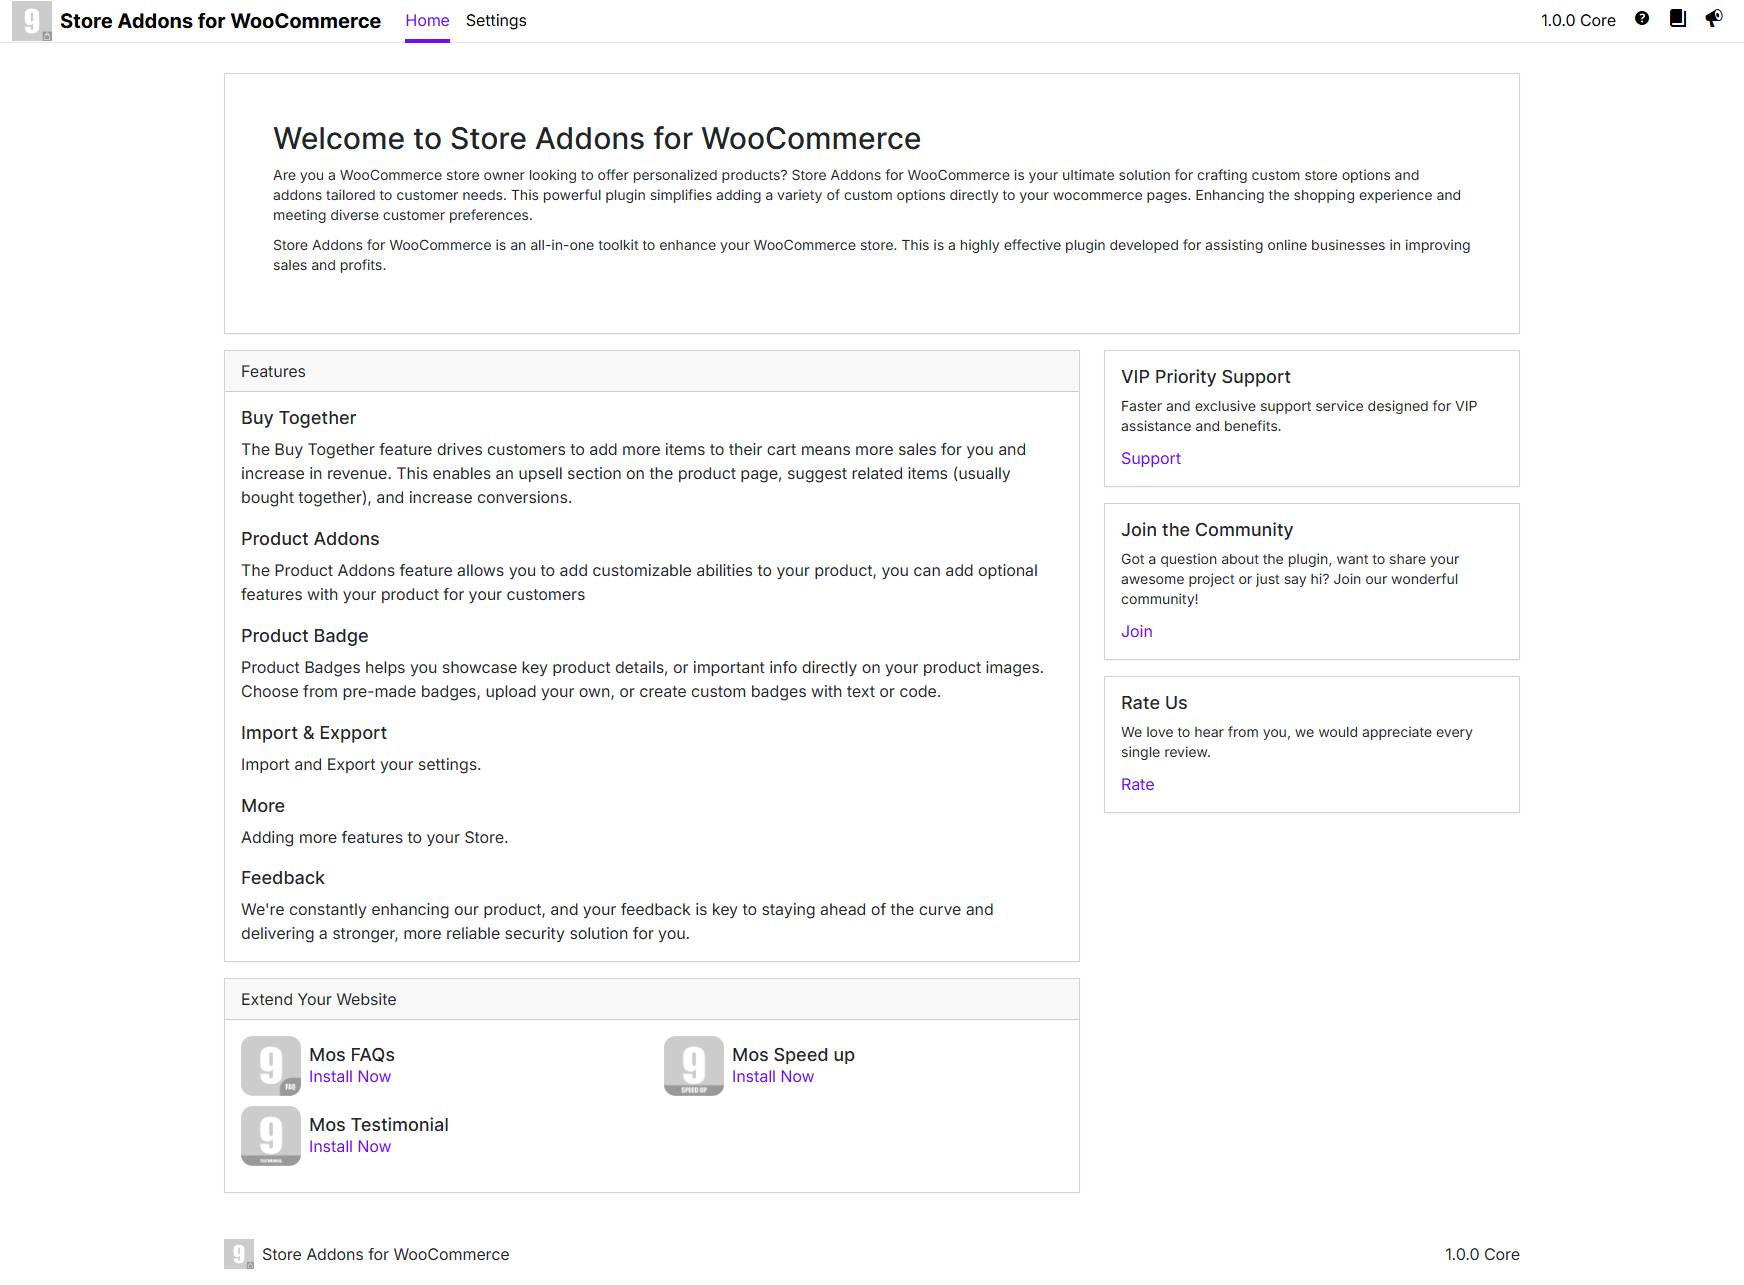 9
Store Addons for WooCommerce
Home
Settings
1.0.0 Core
Welcome to Store Addons for WooCommerce
Are you a WooCommerce store owner looking to offer personalized products? Store Addons for WooCommerce is your ultimate solution for crafting custom store options and
addons tailored to customer needs. This powerful plugin simplifies adding a variety of custom options directly to your wocommerce pages. Enhancing the shopping experience and
meeting diverse customer preferences.
Store Addons for WooCommerce is an all-in-one toolkit to enhance your WooCommerce store. This is a highly effective plugin developed for assisting online businesses in improving
sales and profits.
Features
Buy Together
The Buy Together feature drives customers to add more items to their cart means more sales for you and
increase in revenue. This enables an upsell section on the product page, suggest related items (usually
bought together), and increase conversions.
Product Addons
The Product Addons feature allows you to add customizable abilities to your product, you can add optional
features with your product for your customers
Product Badge
Product Badges helps you showcase key product details, or important info directly on your product images.
Choose from pre-made badges, upload your own, or create custom badges with text or code.
Import & Expport
Import and Export your settings.
More
Adding more features to your Store.
Feedback
We're constantly enhancing our product, and your feedback is key to staying ahead of the curve and
delivering a stronger, more reliable security solution for you.
VIP Priority Support
Faster and exclusive support service designed for VIP
assistance and benefits.
Support
Join the Community
Got a question about the plugin, want to share your
awesome project or just say hi? Join our wonderful
community!
Join
Rate Us
We love to hear from you, we would appreciate every
single review.
Rate
Extend Your Website
9
FAQ
Mos FAQs
Install Now
9
SPEED UP
Mos Speed up
Install Now
9
TESTIMONIAL
Mos Testimonial
Install Now
9
Store Addons for WooCommerce
1.0.0 Core